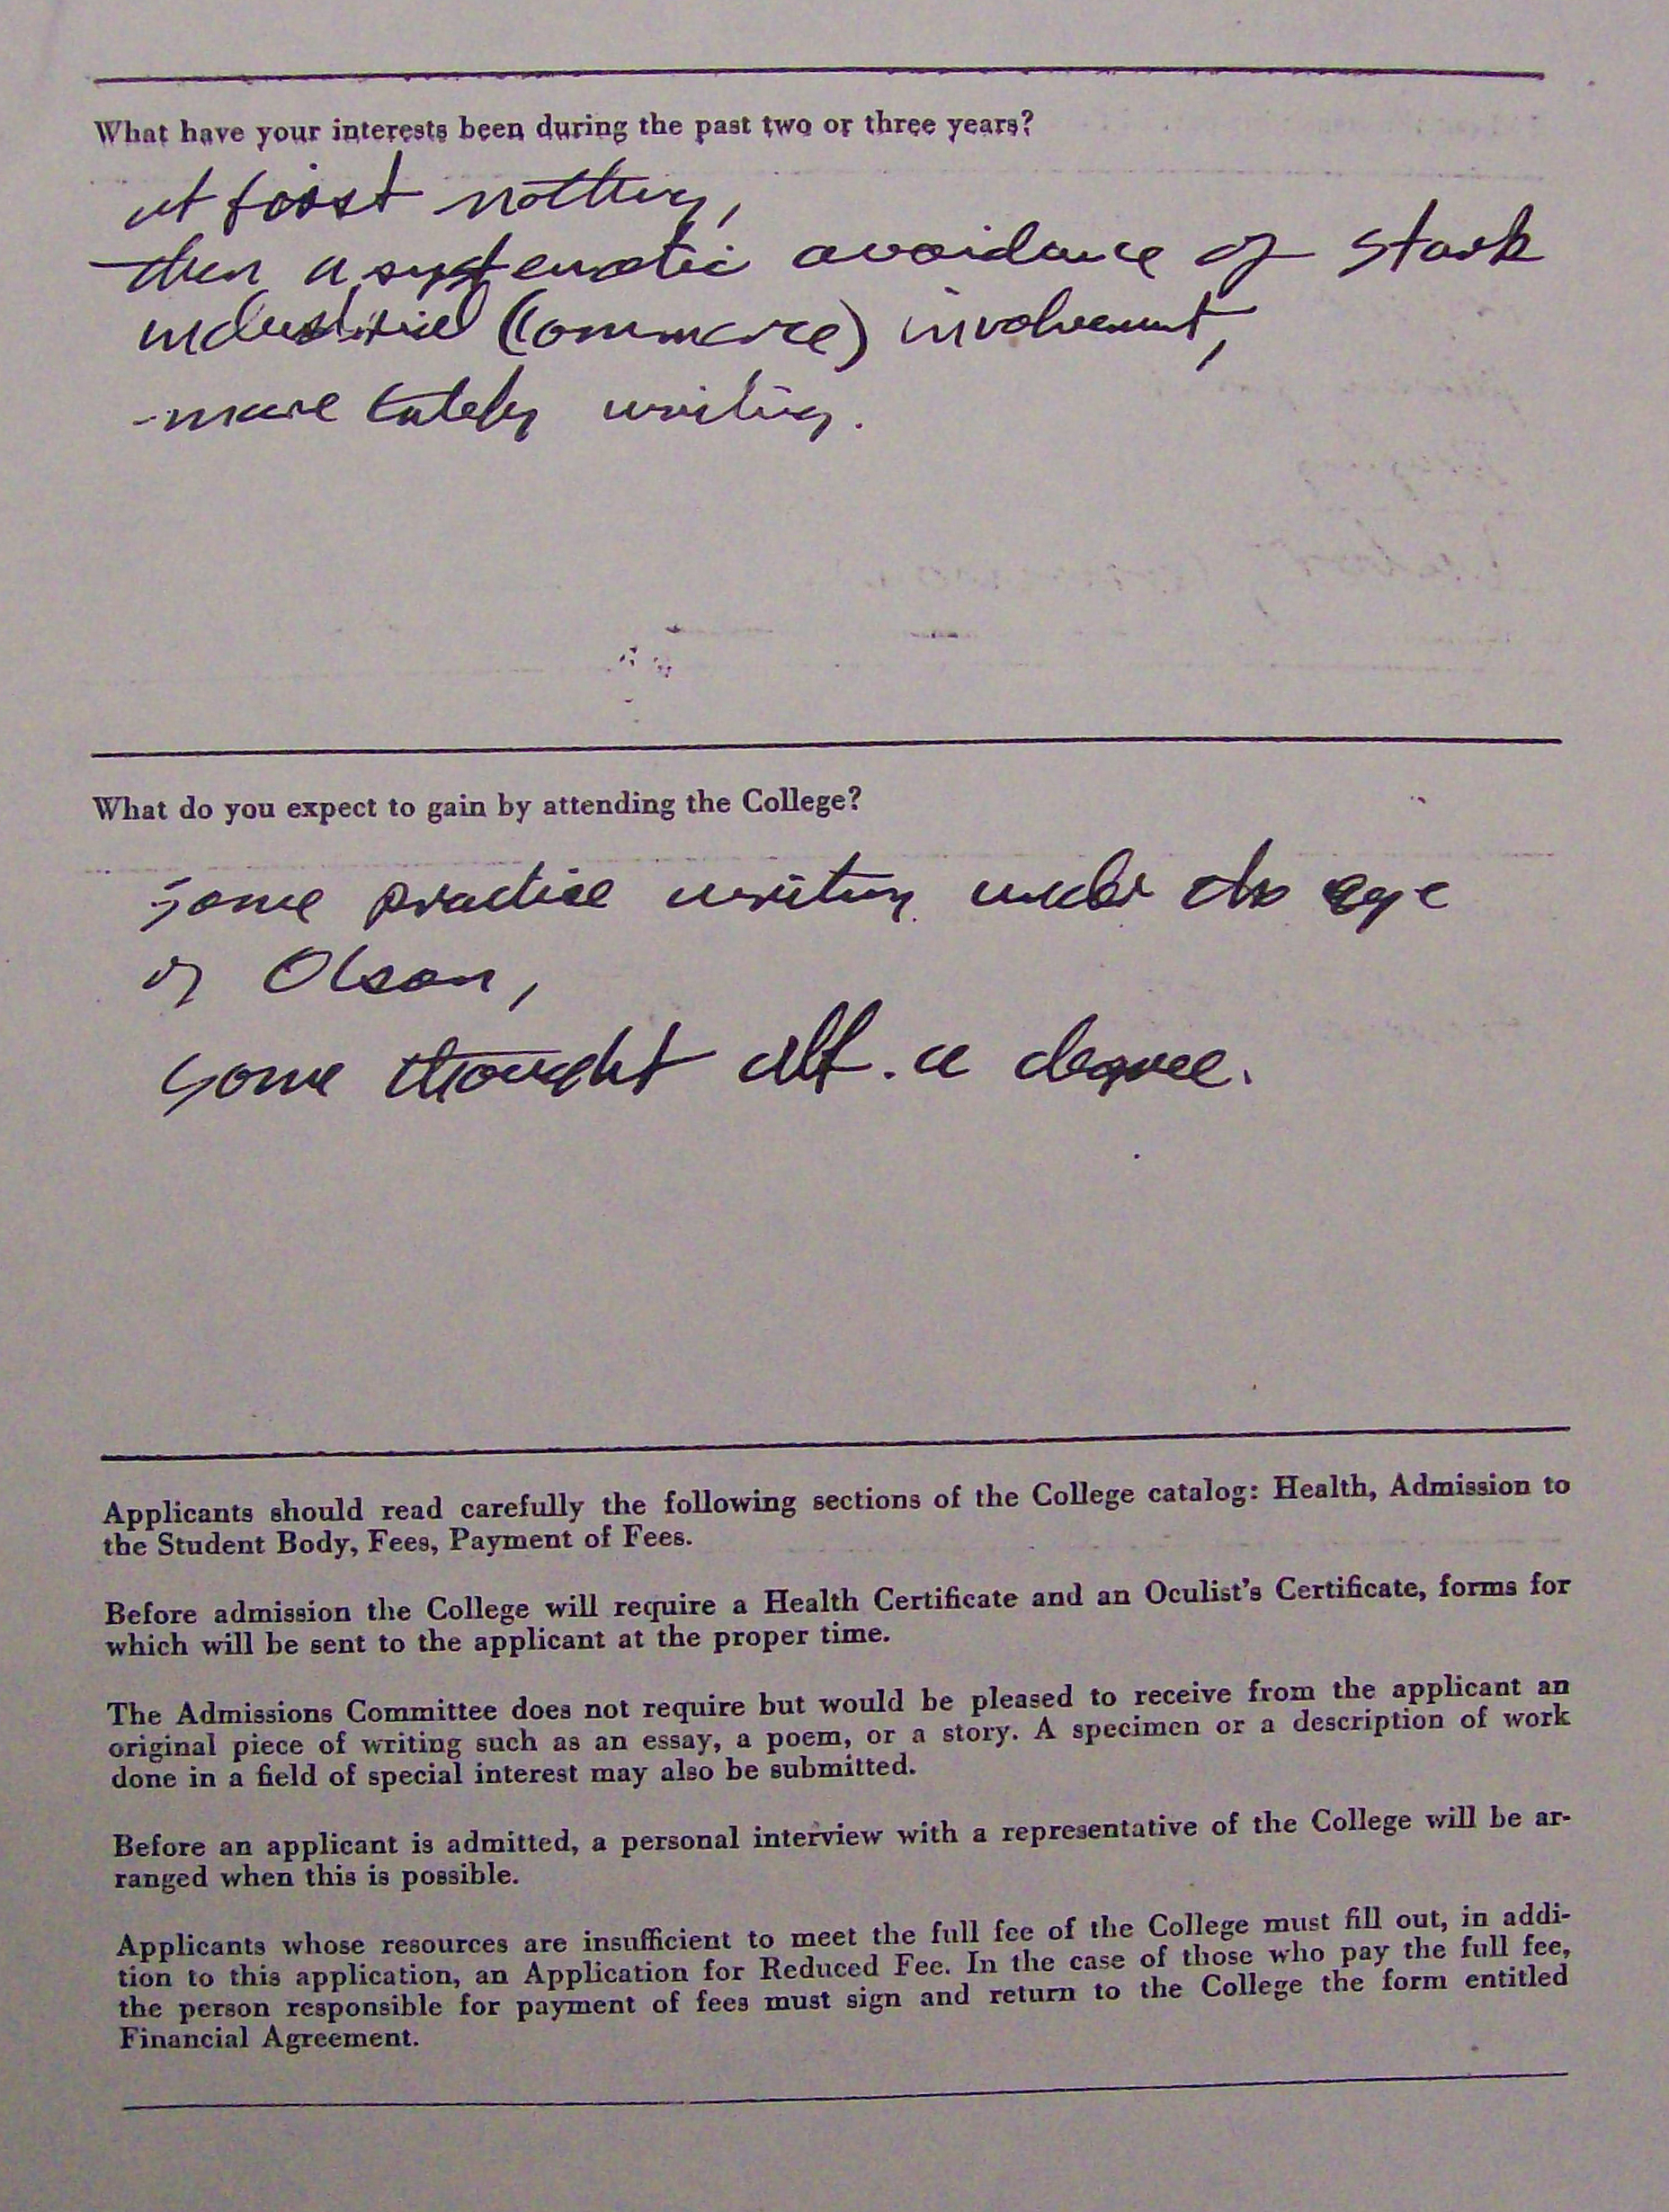 What have your interests been during the past two or three years?
at first nothing,
then a systematic avoidance of stark
industrial (commerce) involvement,
more lately writing.
What do you expect to gain by attending the College?
some practice writing under the eye
of Olson,
some thought abt. a degree.
Applicants should read carefully the following sections of the College catalog: Health, Admission to
the Student Body, Fees, Payment of Fees.
Before admission the College will require a Health Certificate and an Oculist's Certificate, forms for
which will be sent to the applicant at the proper time.
The Admissions Committee does not require but would be pleased to receive from the applicant an
original piece of writing such as an essay, a poem, or a story. A specimen or a description of work
done in a field of special interest may also be submitted.
Before an applicant is admitted, a personal interview with a representative of the College will be ar-
ranged when this is possible.
Applicants whose resources are insufficient to meet the full fee of the College must fill out, in addi-
tion to this application, an Application for Reduced Fee. In the case of those who pay the full fee,
the person responsible for payment of fees must sign and return to the College the form entitled
Financial Agreement.